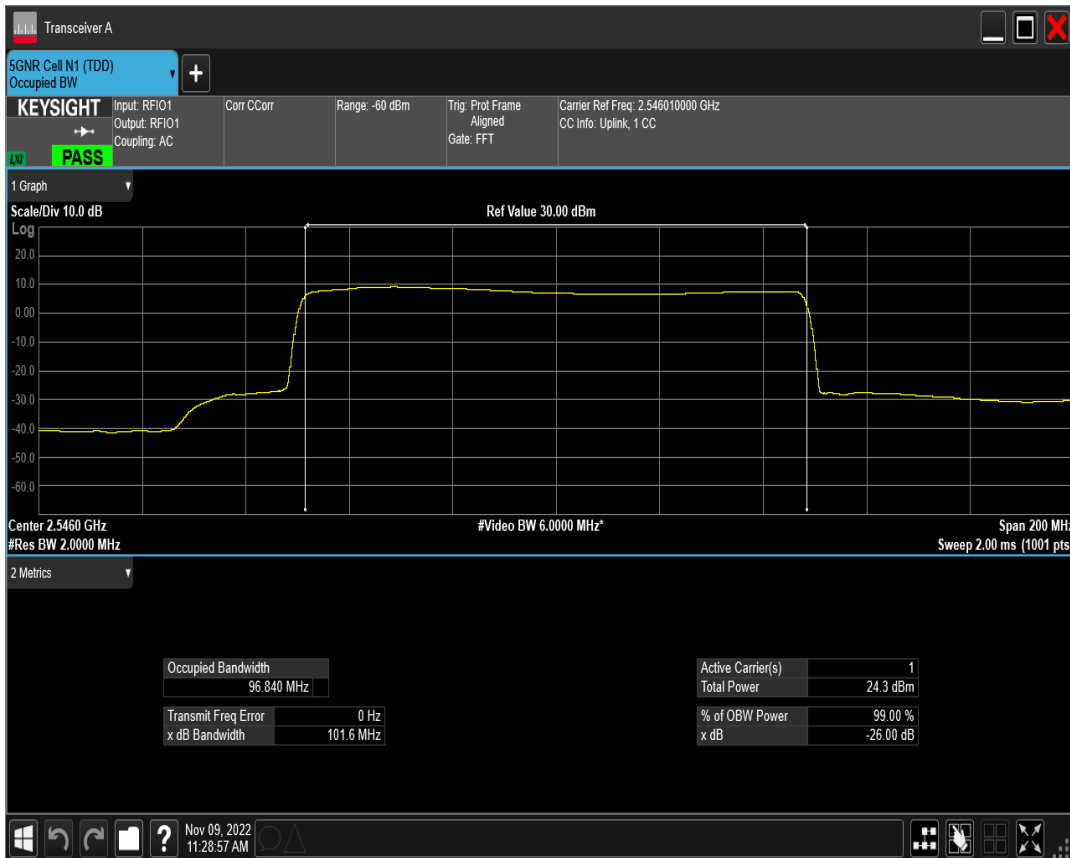 Transceiver A
5GNR Cell N1 (TDD)
Occupied BW
+
KEYSIGHT
LXI
PASS
Input: RFIO1
Output: RFIO1
Coupling: AC
Corr CCorr
Range: -60 dBm
Trig: Prot Frame
Aligned
Gate: FFT
Carrier Ref Freq: 2.546010000 GHz
CC Info: Uplink, 1 CC
1 Graph
Scale/Div 10.0 dB
Ref Value 30.00 dBm
Log
20.0
10.0
0.00
-10.0
-20.0
-30.0
-40.0
-50.0
-60.0
Center 2.5460 GHz
#Video BW 6.0000 MHz*
Span 200 MHz
#Res BW 2.0000 MHz
Sweep 2.00 ms (1001 pts
2 Metrics
Occupied Bandwidth
96.840 MHz
Transmit Freq Error 0 Hz
x dB Bandwidth 101.6 MHz
Active Carrier(s) 1
Total Power 24.3 dBm
% of OBW Power 99.00 %
x dB -26.00 dB
?
Nov 09, 2022
11:28:57 AM